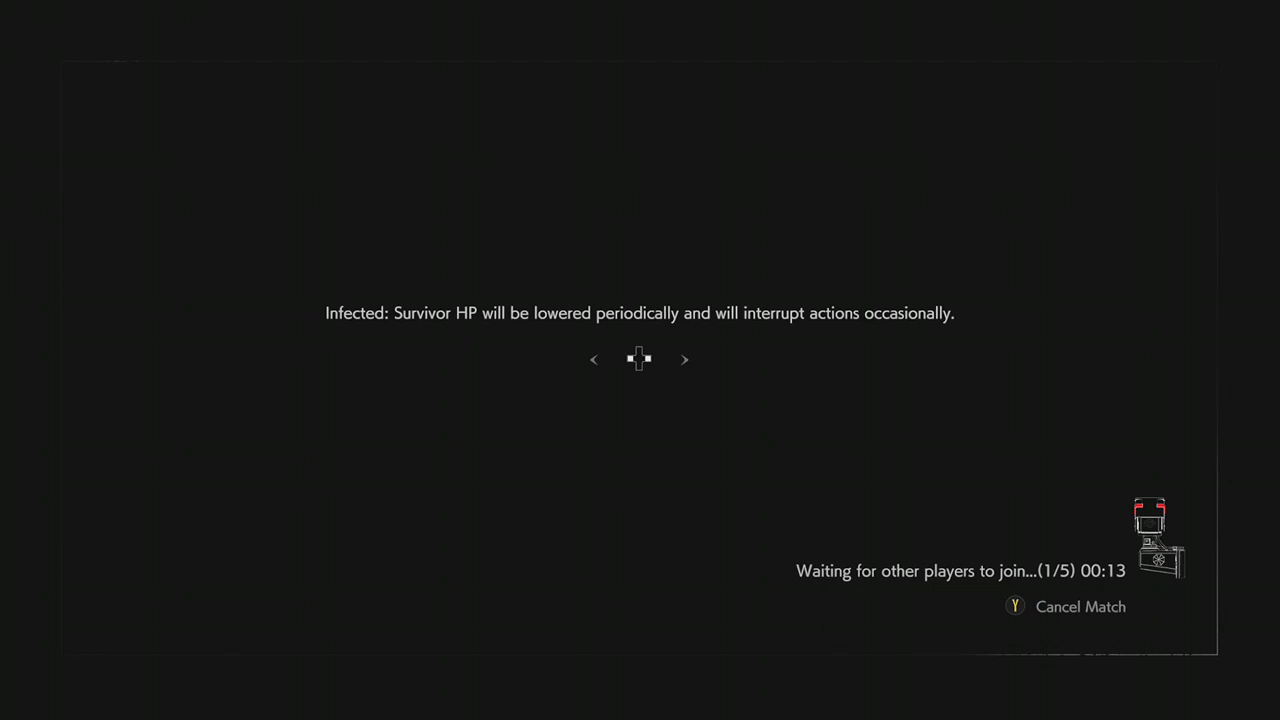 Infected: Survivor HP will be lowered periodically and will interrupt actions occasionally.
Waiting for other players to join...(1/5) 00:13
Y Cancel Match